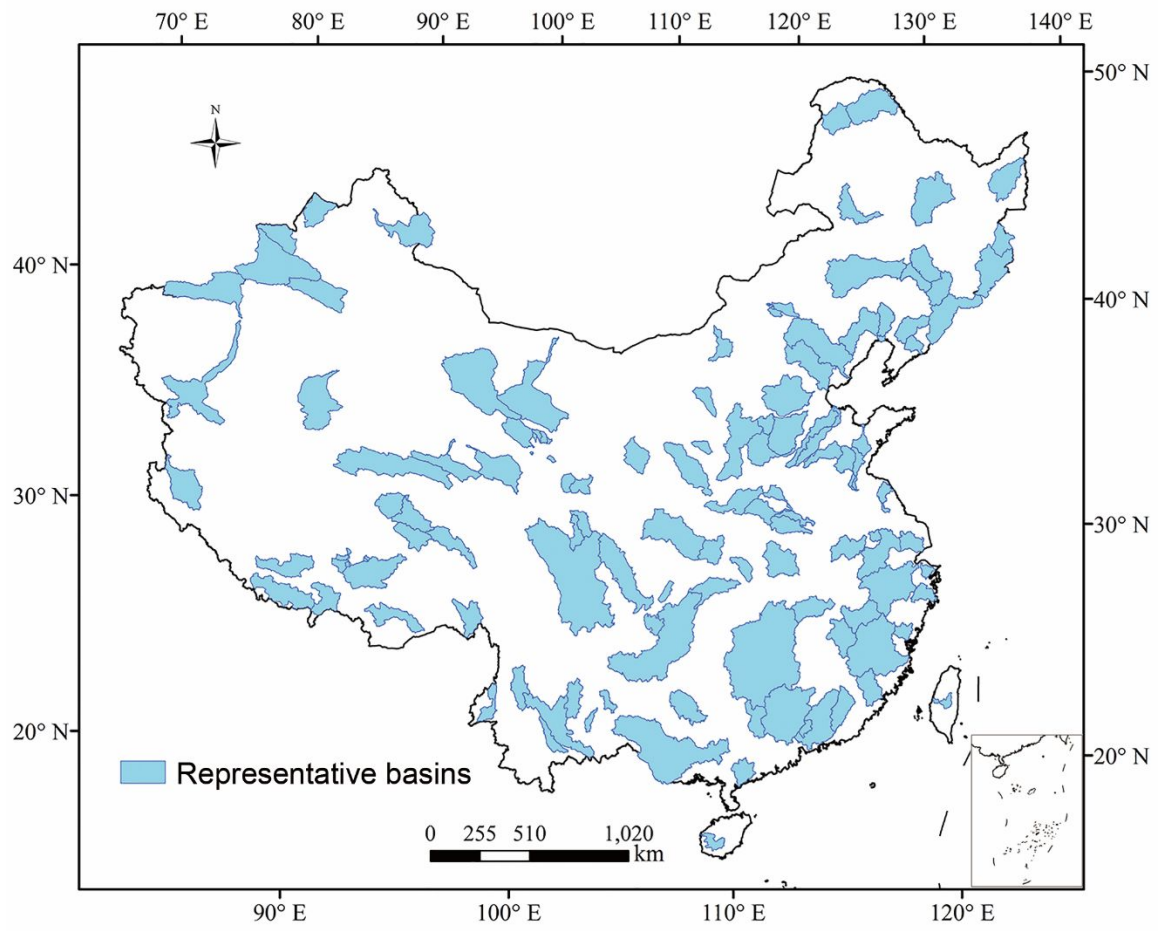 70° E 80° E 90° E 100° E 110° E 120° E 130° E 140° E
50° N
N
40° N
40° N
30° N
30° N
20° N
20° N
Representative basins
0 255 510 1,020
km
90° E 100° E 110° E 120° E